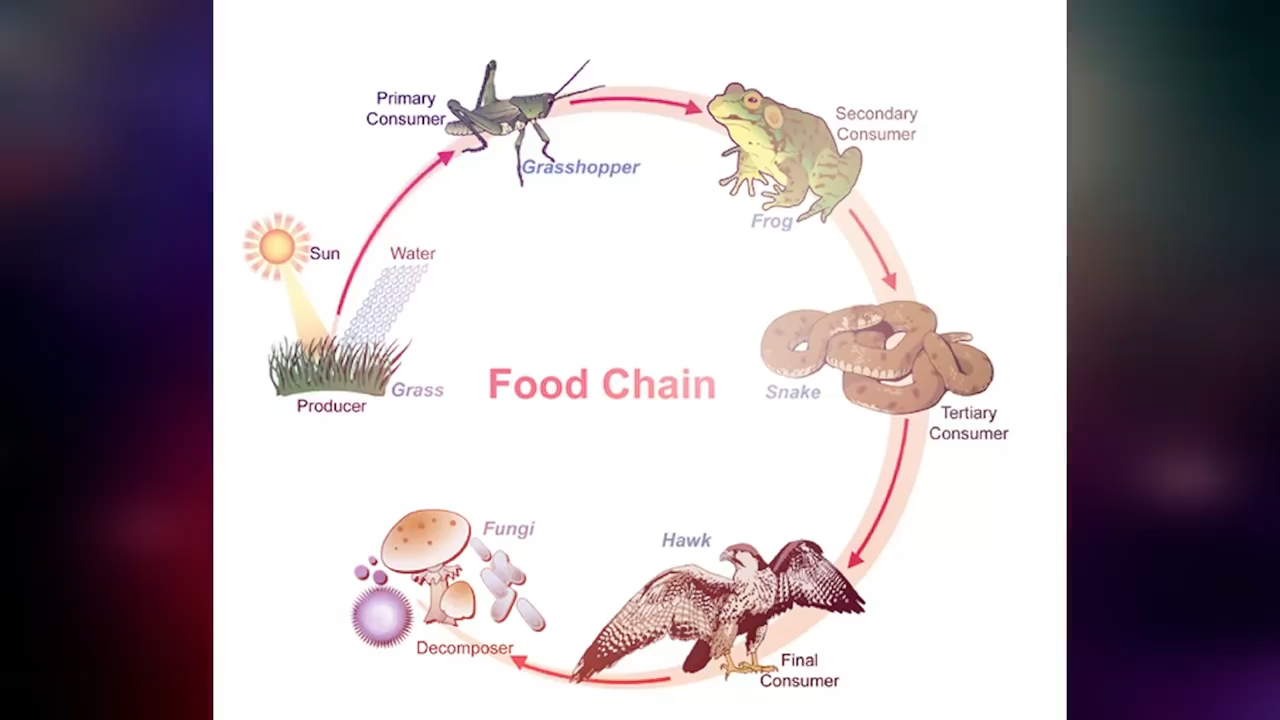 Primary
Consumer
Grasshopper
Secondary
Consumer
Frog
Sun
Water
Grass
Producer
Food Chain
Snake
Tertiary
Consumer
Fungi
Hawk
Decomposer
Final
Consumer